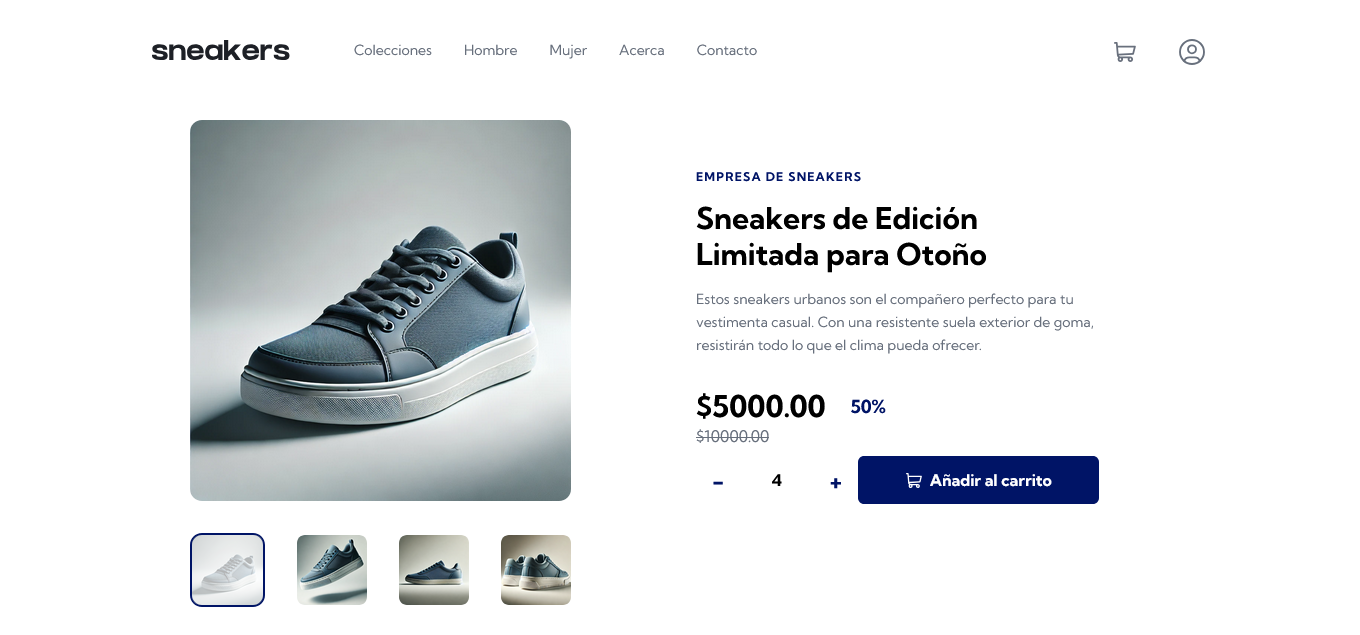 sneakers
Colecciones
Hombre
Mujer
Acerca
Contacto
EMPRESA DE SNEAKERS
Sneakers de Edición
Limitada para Otoño
Estos sneakers urbanos son el compañero perfecto para tu
vestimenta casual. Con una resistente suela exterior de goma,
resistirán todo lo que el clima pueda ofrecer.
$5000.00 50%
$10000.00
- 4 + Añadir al carrito